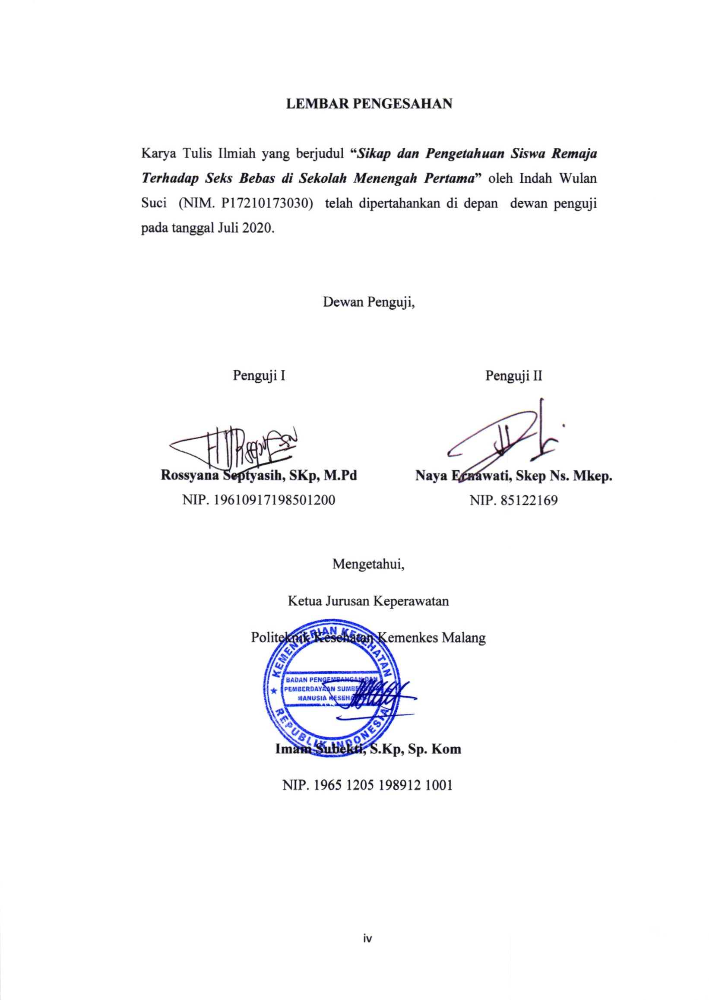 LEMBAR PENGESAHAN
Karya Tulis Ilmiah yang berjudul “Sikap dan Pengetahuan Siswa Remaja
Terhadap Seks Bebas di Sekolah Menengah Pertama” oleh Indah Wulan
Suci (NIM. P17210173030) telah dipertahankan di depan dewan penguji
pada tanggal Juli 2020.
Dewan Penguji,
Penguji I
Penguji II
Rossyana Septyasih, SKp, M.Pd
Naya Ernawati, Skep Ns. Mkep.
NIP. 19610917198501200
NIP. 85122169
Mengetahui,
Ketua Jurusan Keperawatan
Politeknik Kesehatan Kemenkes Malang
KEMENTERIAN KESEHATAN
BADAN PENGEMBANGAN DAN
PEMBERDAYAAN SUMBER
MANUSIA KESEHATAN
REPUBLIK INDONESIA
Imam Subekti, S.Kp, Sp. Kom
NIP. 1965 1205 198912 1001
iv